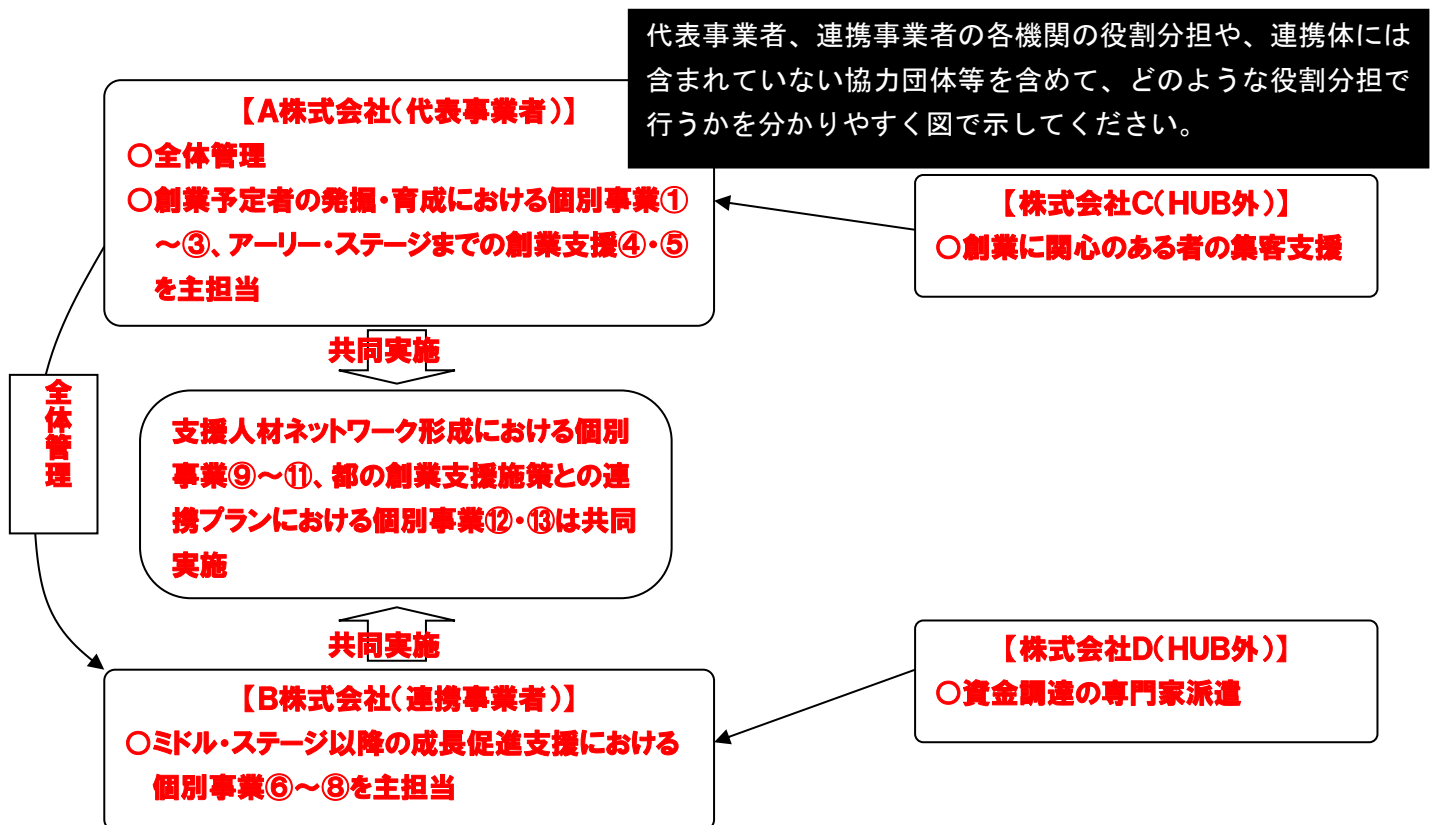 代表事業者、連携事業者の各機関の役割分担や、連携体には
含まれていない協力団体等を含めて、どのような役割分担で
行うかを分かりやすく図で示してください。
【A株式会社(代表事業者)】
○全体管理
○創業予定者の発掘・育成における個別事業①
~③、アーリー・ステージまでの創業支援④・⑤
を主担当
【株式会社C(HUB外)】
○創業に関心のある者の集客支援
共同実施
全体管理
支援人材ネットワーク形成における個別
事業⑨~⑪、都の創業支援施策との連
携プランにおける個別事業⑫・⑬は共同
実施
共同実施
【B株式会社(連携事業者)】
○ミドル・ステージ以降の成長促進支援における
個別事業⑥~⑧を主担当
【株式会社D(HUB外)】
○資金調達の専門家派遣